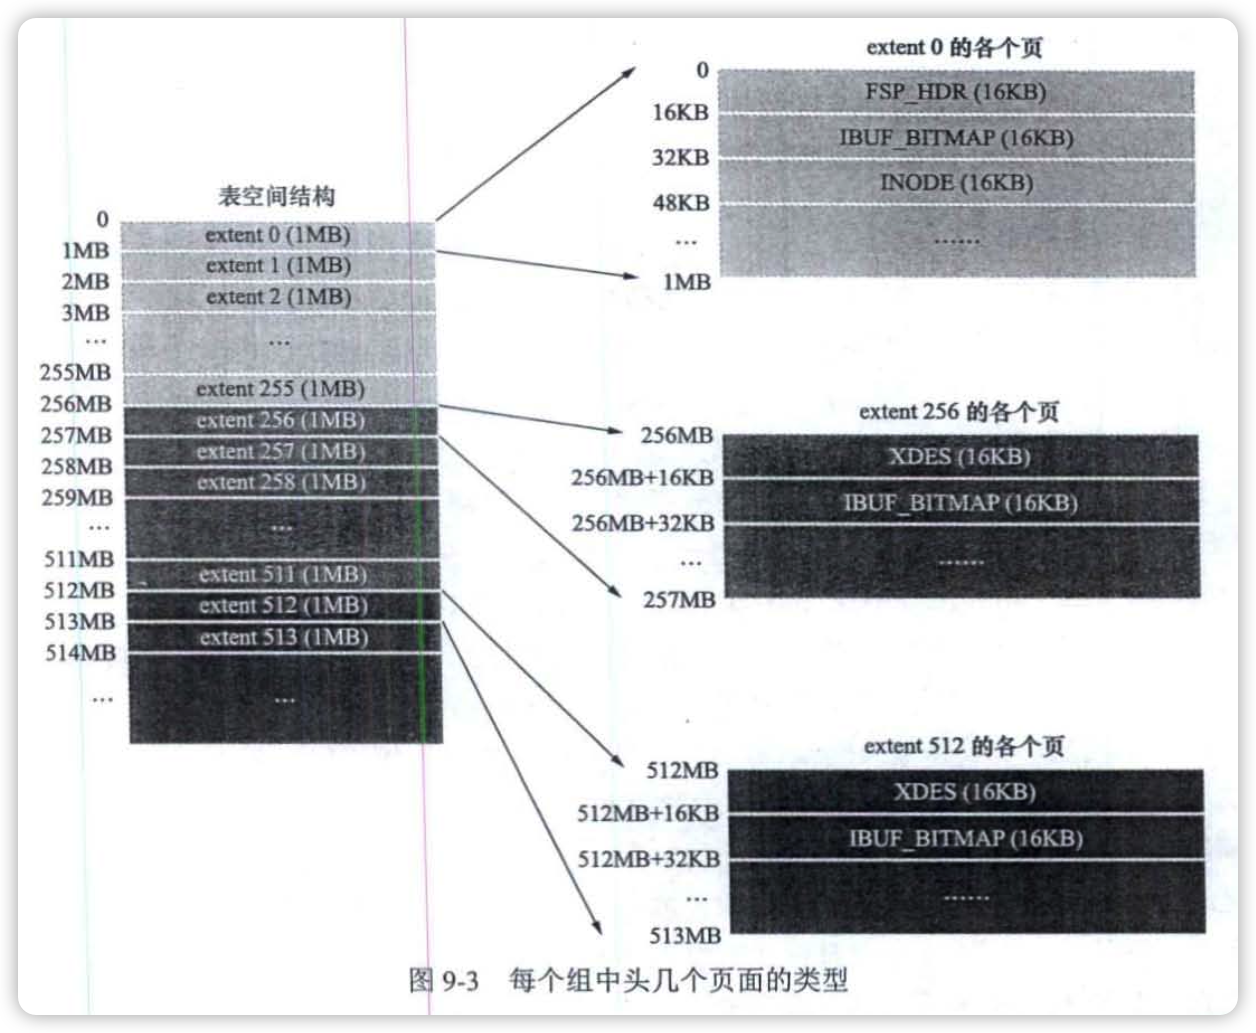 表空间结构
0
extent 0 (1MB)
1MB
extent 1 (1MB)
2MB
extent 2 (1MB)
3MB
...
...
255MB
extent 255 (1MB)
256MB
extent 256 (1MB)
257MB
extent 257 (1MB)
258MB
extent 258 (1MB)
259MB
...
...
511MB
extent 511 (1MB)
512MB
extent 512 (1MB)
513MB
extent 513 (1MB)
514MB
...
...
extent 0 的各个页
0
FSP_HDR (16KB)
16KB
IBUF_BITMAP (16KB)
32KB
INODE (16KB)
48KB
...
......
1MB
extent 256 的各个页
256MB
XDES (16KB)
256MB+16KB
IBUF_BITMAP (16KB)
256MB+32KB
...
......
257MB
extent 512 的各个页
512MB
XDES (16KB)
512MB+16KB
IBUF_BITMAP (16KB)
512MB+32KB
...
......
513MB
图 9-3 每个组中头几个页面的类型